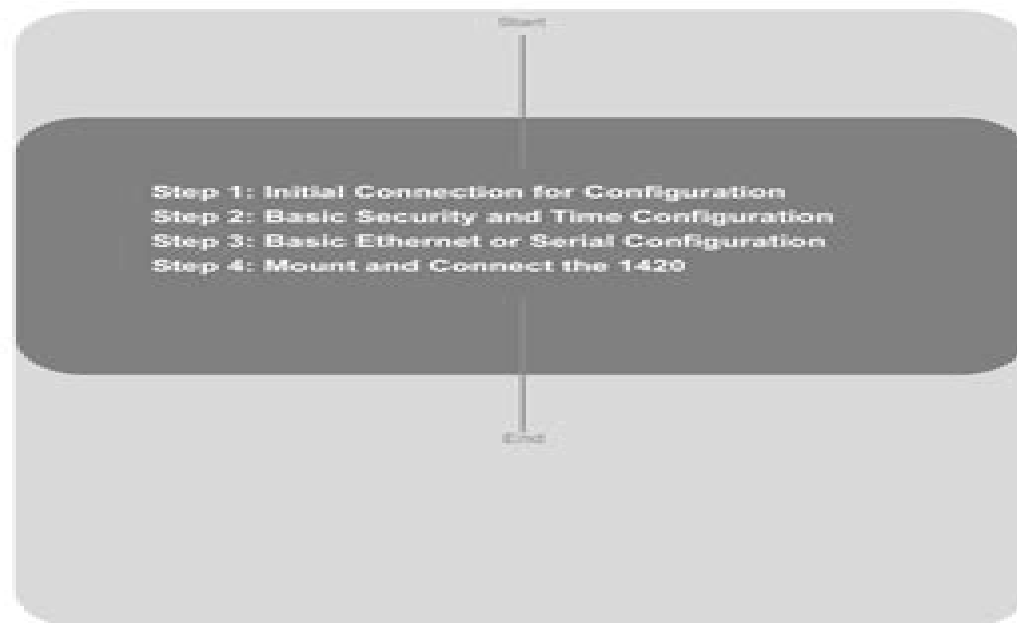 Start
Step 1: Initial Connection for Configuration
Step 2: Basic Security and Time Configuration
Step 3: Basic Ethernet or Serial Configuration
Step 4: Mount and Connect the 1420
End